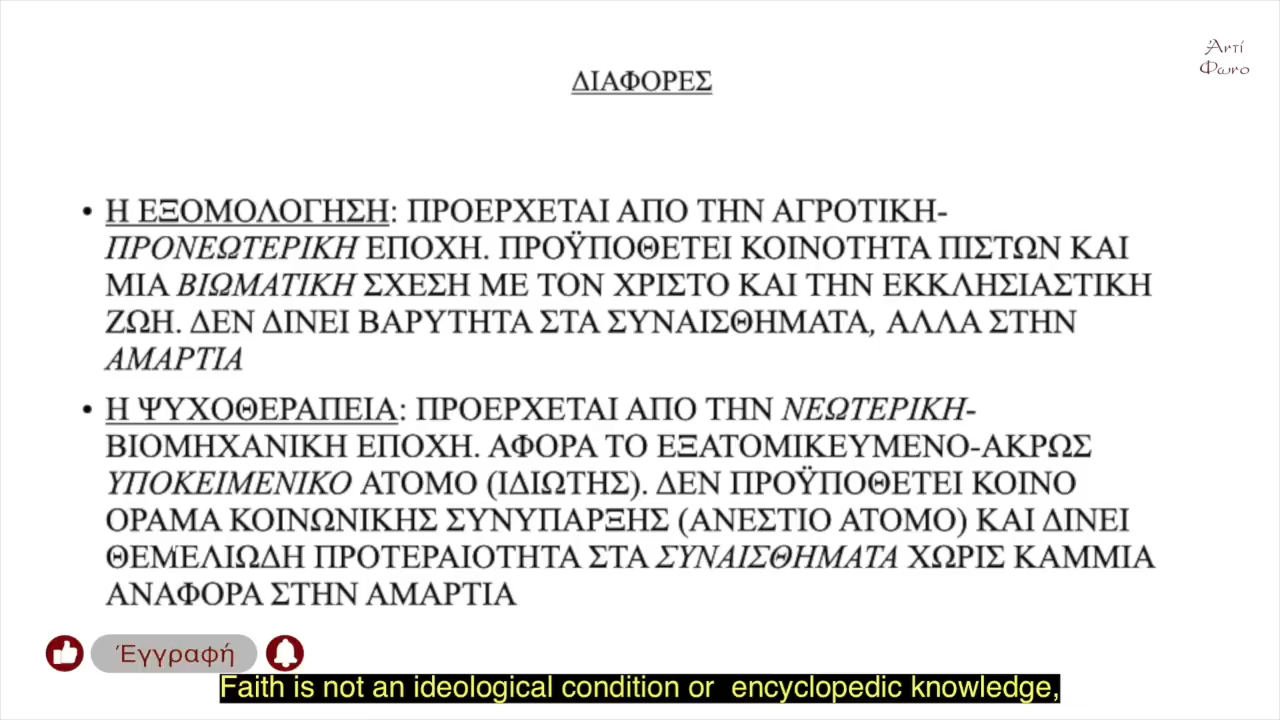 Ἀντί
Φωνο
ΔΙΑΦΟΡΕΣ
• Η ΕΞΟΜΟΛΟΓΗΣΗ: ΠΡΟΕΡΧΕΤΑΙ ΑΠΟ ΤΗΝ ΑΓΡΟΤΙΚΗ-
ΠΡΟΝΕΩΤΕΡΙΚΗ ΕΠΟΧΗ. ΠΡΟΫΠΟΘΕΤΕΙ ΚΟΙΝΟΤΗΤΑ ΠΙΣΤΩΝ ΚΑΙ
ΜΙΑ ΒΙΩΜΑΤΙΚΗ ΣΧΕΣΗ ΜΕ ΤΟΝ ΧΡΙΣΤΟ ΚΑΙ ΤΗΝ ΕΚΚΛΗΣΙΑΣΤΙΚΗ
ΖΩΗ. ΔΕΝ ΔΙΝΕΙ ΒΑΡΥΤΗΤΑ ΣΤΑ ΣΥΝΑΙΣΘΗΜΑΤΑ, ΑΛΛΑ ΣΤΗΝ
ΑΜΑΡΤΙΑ
• Η ΨΥΧΟΘΕΡΑΠΕΙΑ: ΠΡΟΕΡΧΕΤΑΙ ΑΠΟ ΤΗΝ ΝΕΩΤΕΡΙΚΗ-
ΒΙΟΜΗΧΑΝΙΚΗ ΕΠΟΧΗ. ΑΦΟΡΑ ΤΟ ΕΞΑΤΟΜΙΚΕΥΜΕΝΟ-ΑΚΡΩΣ
ΥΠΟΚΕΙΜΕΝΙΚΟ ΑΤΟΜΟ (ΙΔΙΩΤΗΣ). ΔΕΝ ΠΡΟΫΠΟΘΕΤΕΙ ΚΟΙΝΟ
ΟΡΑΜΑ ΚΟΙΝΩΝΙΚΗΣ ΣΥΝΥΠΑΡΞΗΣ (ΑΝΕΣΤΙΟ ΑΤΟΜΟ) ΚΑΙ ΔΙΝΕΙ
ΘΕΜΕΛΙΩΔΗ ΠΡΟΤΕΡΑΙΟΤΗΤΑ ΣΤΑ ΣΥΝΑΙΣΘΗΜΑΤΑ ΧΩΡΙΣ ΚΑΜΜΙΑ
ΑΝΑΦΟΡΑ ΣΤΗΝ ΑΜΑΡΤΙΑ
Ἐγγραφή
Faith is not an ideological condition or encyclopedic knowledge,